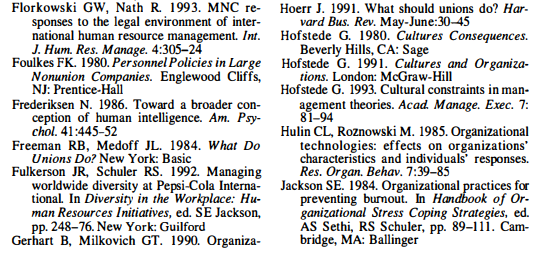 Florkowski GW, Nath R. 1993. MNC re-
sponses to the legal environment of inter-
national human resource management. Int.
J. Hum. Res. Manage. 4:305-24
Foulkes FK. 1980. Personnel Policies in Large
Nonunion Companies. Englewood Cliffs,
NJ: Prentice-Hall
Frederiksen N. 1986. Toward a broader con-
ception of human intelligence. Am. Psy-
chol. 41:445-52
Freeman RB, Medoff JL. 1984. What Do
Unions Do? New York: Basic
Fulkerson JR, Schuler RS. 1992. Managing
worldwide diversity at Pepsi-Cola Interna-
tional. In Diversity in the Workplace: Hu-
man Resources Initiatives, ed. SE Jackson,
pp. 248-76. New York: Guilford
Gerhart B, Milkovich GT. 1990. Organiza-
Hoerr J. 1991. What should unions do? Har-
vard Bus. Rev. May-June:30-45
Hofstede G. 1980. Cultures Consequences.
Beverly Hills, CA: Sage
Hofstede G. 1991. Cultures and Organiza-
tions. London: McGraw-Hill
Hofstede G. 1993. Cultural constraints in man-
agement theories. Acad. Manage. Exec. 7:
81-94
Hulin CL, Roznowski M. 1985. Organizational
technologies: effects on organizations'
characteristics and individuals' responses.
Res. Organ. Behav. 7:39-85
Jackson SE. 1984. Organizational practices for
preventing burnout. In Handbook of Or-
ganizational Stress Coping Strategies, ed.
AS Sethi, RS Schuler, pp. 89-111. Cam-
bridge, MA: Ballinger